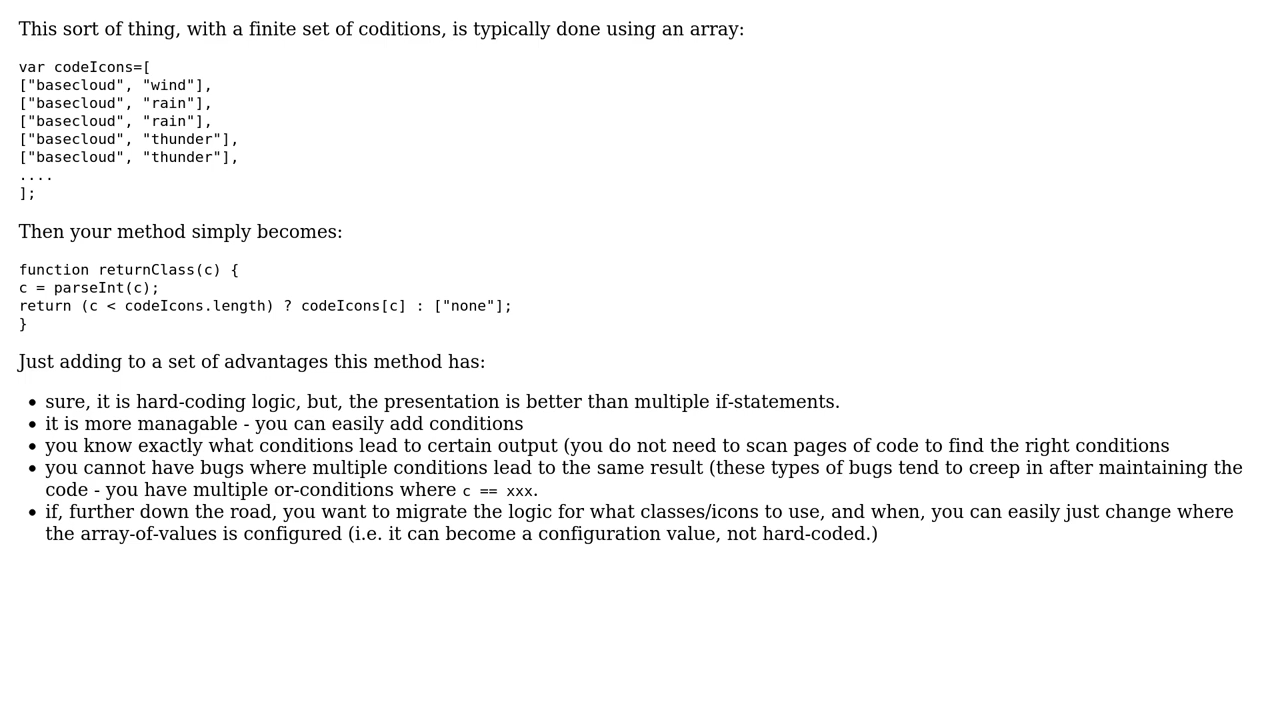 This sort of thing, with a finite set of coditions, is typically done using an array:
var codeIcons=[
["basecloud", "wind"],
["basecloud", "rain"],
["basecloud", "rain"],
["basecloud", "thunder"],
["basecloud", "thunder"],
....
];
Then your method simply becomes:
function returnClass(c) {
c = parseInt(c);
return (c < codeIcons.length) ? codeIcons[c] : ["none"];
}
Just adding to a set of advantages this method has:
• sure, it is hard-coding logic, but, the presentation is better than multiple if-statements.
• it is more managable - you can easily add conditions
• you know exactly what conditions lead to certain output (you do not need to scan pages of code to find the right conditions
• you cannot have bugs where multiple conditions lead to the same result (these types of bugs tend to creep in after maintaining the
code - you have multiple or-conditions where c == xxx.
• if, further down the road, you want to migrate the logic for what classes/icons to use, and when, you can easily just change where
the array-of-values is configured (i.e. it can become a configuration value, not hard-coded.)